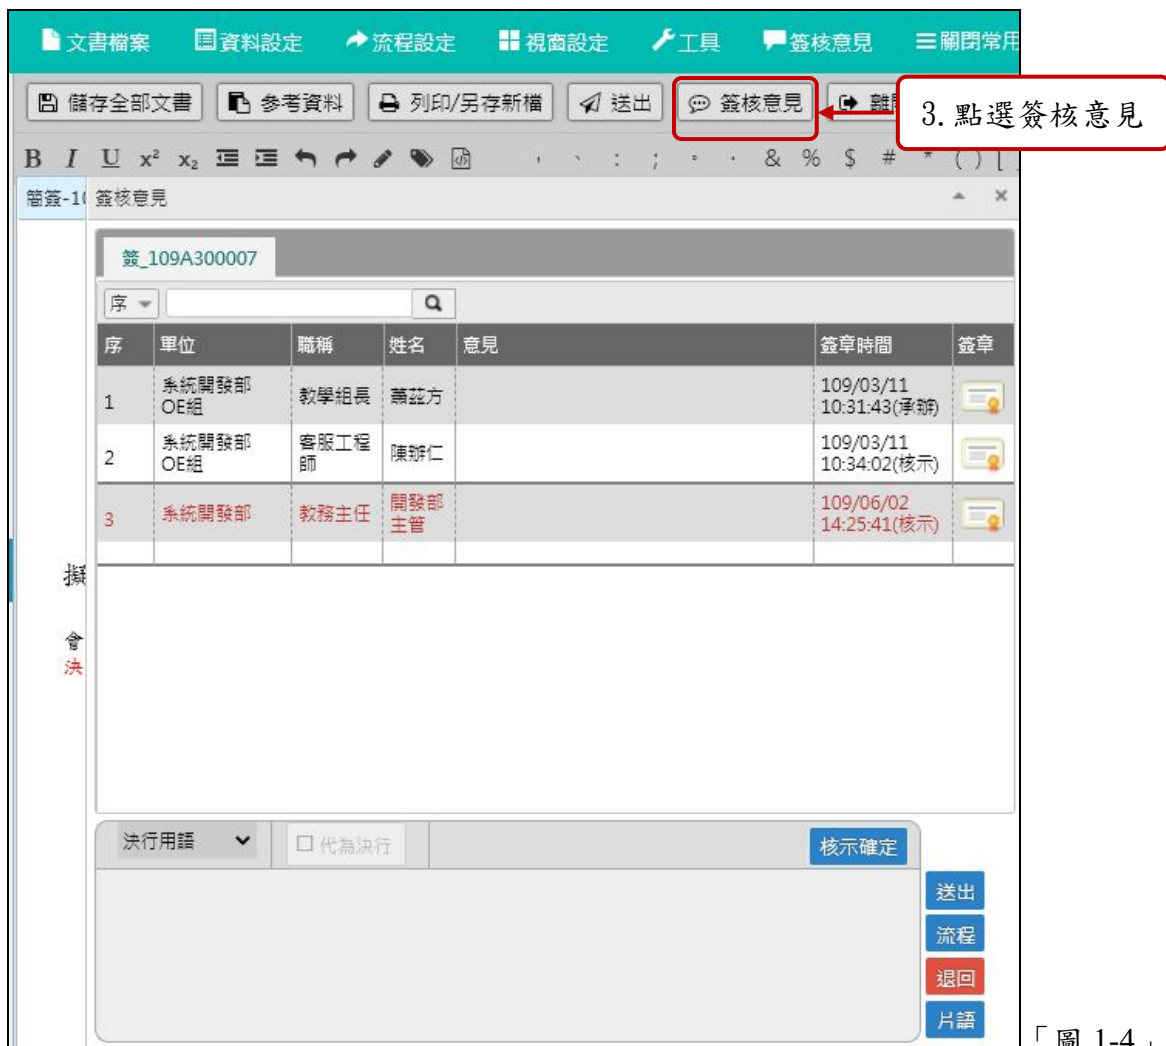 文書檔案 資料設定 流程設定 視窗設定 工具 簽核意見 關閉常用
儲存全部文書 參考資料 列印/另存新檔 送出 簽核意見 離
3.點選簽核意見
B I U x² x₂ , 、 : ; 。 . & % $ # * ( ) [
簡簽-10 簽核意見
簽_109A300007
序
序 單位 職稱 姓名 意見 簽章時間 簽章
1 系統開發部 OE組 教學組長 蕭茲方 109/03/11 10:31:43(承辦)
2 系統開發部 OE組 客服工程師 陳辦仁 109/03/11 10:34:02(核示)
3 系統開發部 教務主任 開發部主管 109/06/02 14:25:41(核示)
擬
會
決
決行用語 代為決行 核示確定
送出
流程
退回
片語
「圖 1-4」